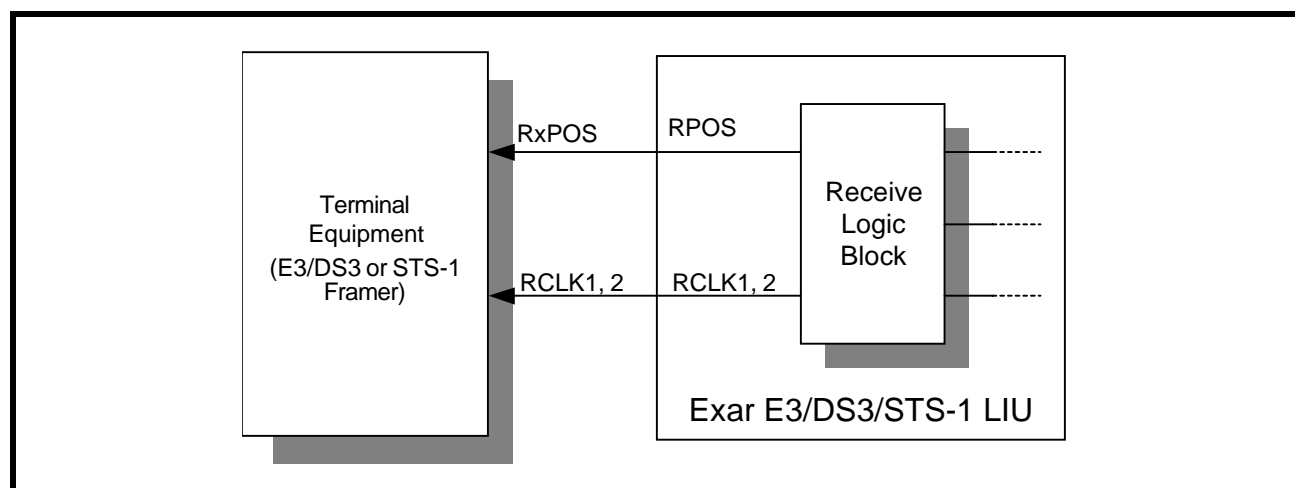 Terminal
Equipment
(E3/DS3 or STS-1
Framer)
RxPOS
RCLK1, 2
RPOS
RCLK1, 2
Receive
Logic
Block
Exar E3/DS3/STS-1 LIU